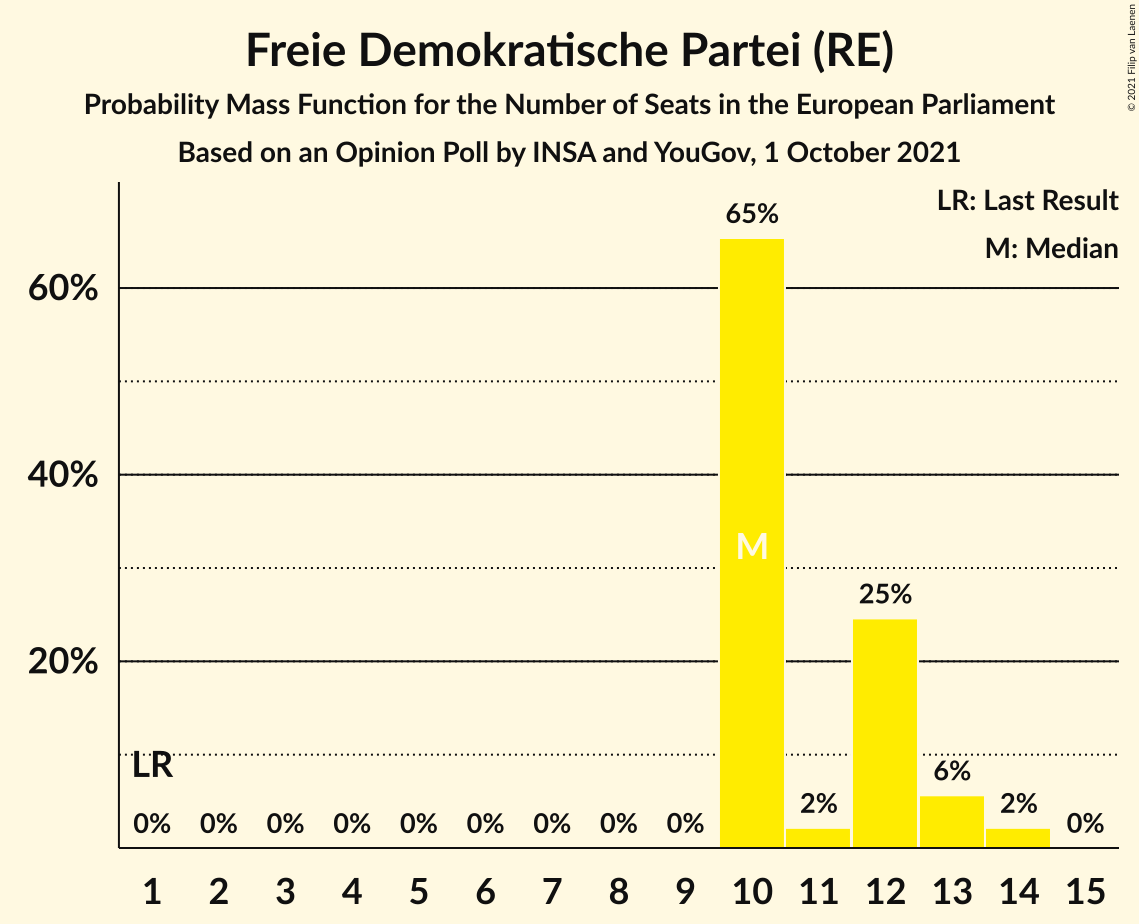 Freie Demokratische Partei (RE)
Probability Mass Function for the Number of Seats in the European Parliament
Based on an Opinion Poll by INSA and YouGov, 1 October 2021
© 2021 Filip van Laenen
LR: Last Result
M: Median
65%
60%
40%
M
25%
20%
LR
6%
2%
2%
0%
0%
0%
0%
0%
0%
0%
0%
0%
0%
1 2 3 4 5 6 7 8 9 10 11 12 13 14 15